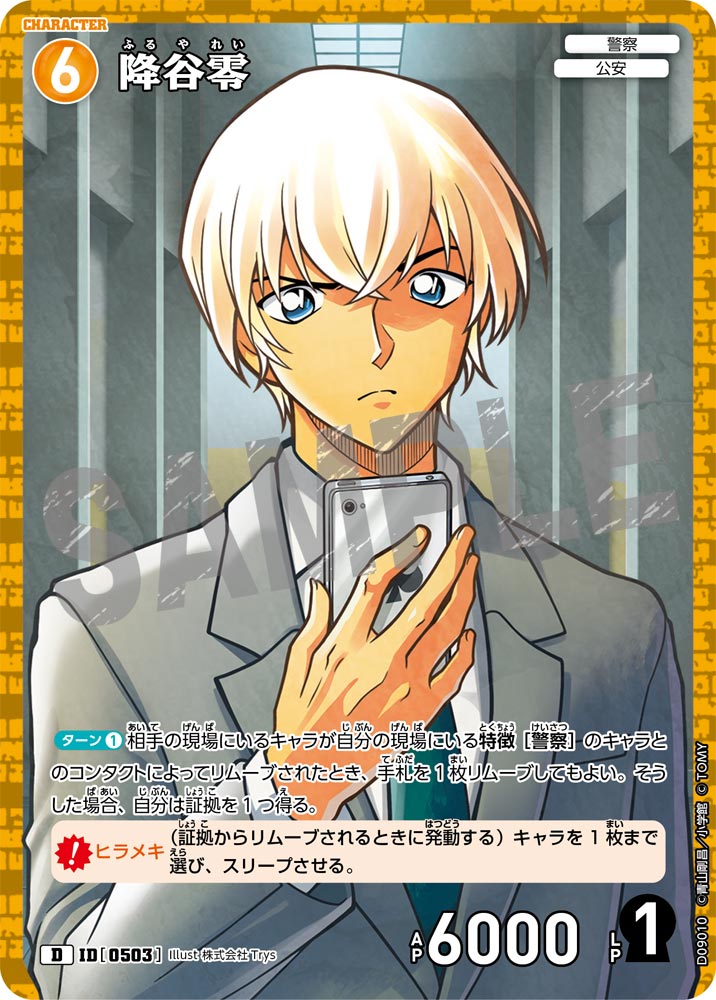 CHARACTER
6
ふるやれい
降谷零
警察
公安
SAMPLE
ターン1 相手の現場にいるキャラが自分の現場にいる特徴［警察］のキャラと
のコンタクトによってリムーブされたとき、手札を1枚リムーブしてもよい。そう
した場合、自分は証拠を1つ得る。
ヒラメキ （証拠からリムーブされるときに発動する）キャラを1枚まで
選び、スリープさせる。
D ID[0503] Illust 株式会社Trys
AP 6000 LP 1
D09010 ©青山剛昌／小学館 ©TOMY